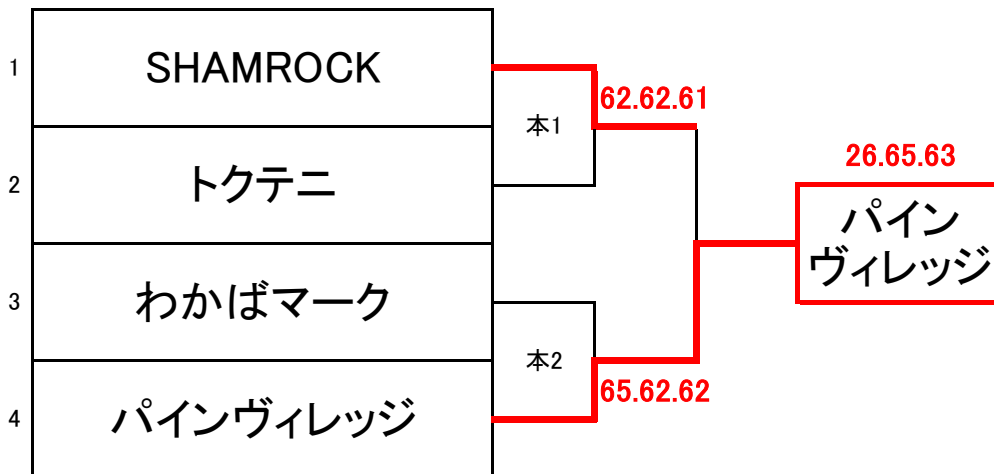 1
SHAMROCK
2
トクテニ
3
わかばマーク
4
パインヴィレッジ
本1
62.62.61
本2
65.62.62
26.65.63
パイン
ヴィレッジ